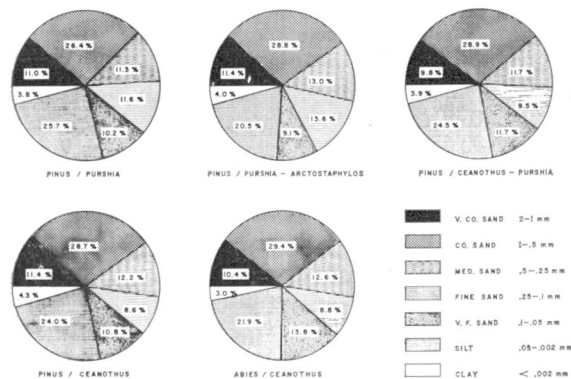 26.4 %
11.0 %
11.3 %
3.8 %
11.6 %
25.7 %
10.2 %
PINUS / PURSHIA
28.8 %
11.4 %
13.0 %
4.0 %
13.6 %
20.5 %
9.1 %
PINUS / PURSHIA – ARCTOSTAPHYLOS
28.9 %
9.8 %
11.7 %
3.9 %
9.5 %
24.5 %
11.7 %
PINUS / CEANOTHUS – PURSHIA
28.7 %
11.4 %
12.2 %
4.3 %
8.6 %
24.0 %
10.8 %
PINUS / CEANOTHUS
29.4 %
10.4 %
12.6 %
3.0 %
8.8 %
21.9 %
13.8 %
ABIES / CEANOTHUS
V. CO. SAND 2–1 mm
CO. SAND 1–.5 mm
MED. SAND .5–.25 mm
FINE SAND .25–.1 mm
V. F. SAND .1–.05 mm
SILT .05–.002 mm
CLAY < .002 mm